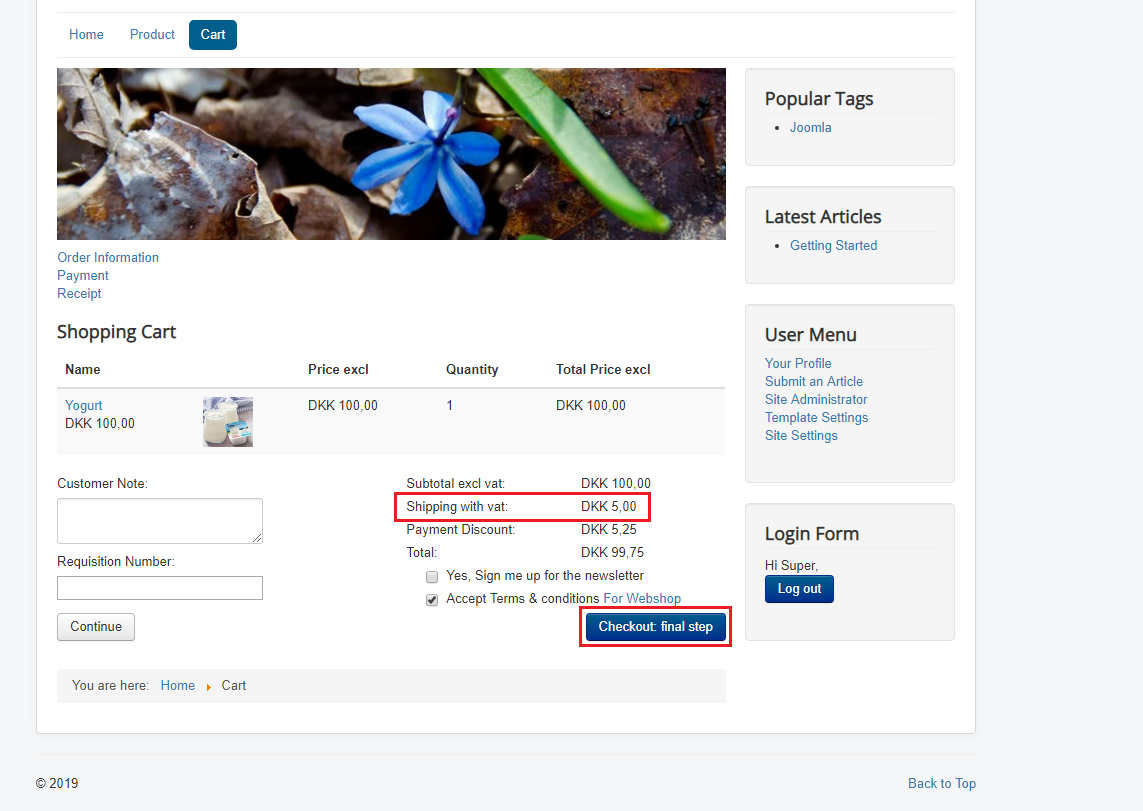 Home Product Cart
Order Information
Payment
Receipt
Shopping Cart
Name Price excl Quantity Total Price excl
Yogurt DKK 100,00 1 DKK 100,00
DKK 100,00
Customer Note:
Requisition Number:
Continue
Subtotal excl vat: DKK 100,00
Shipping with vat: DKK 5,00
Payment Discount: DKK 5,25
Total: DKK 99,75
Yes, Sign me up for the newsletter
Accept Terms & conditions For Webshop
Checkout: final step
You are here: Home Cart
Popular Tags
Joomla
Latest Articles
Getting Started
User Menu
Your Profile
Submit an Article
Site Administrator
Template Settings
Site Settings
Login Form
Hi Super,
Log out
© 2019 Back to Top